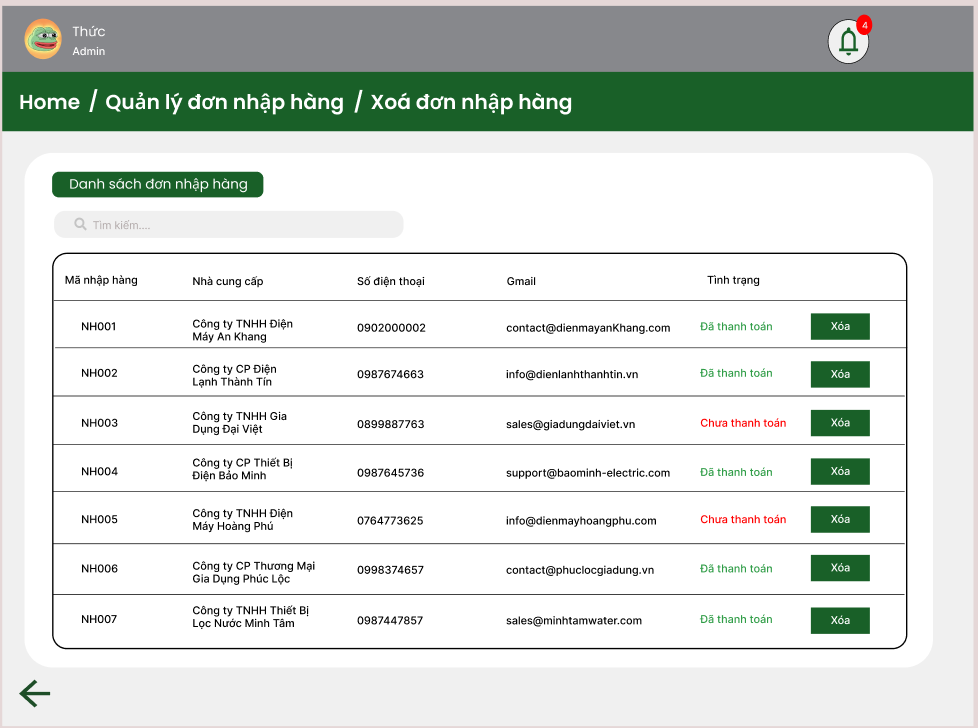 Thức
Admin
4
Home / Quản lý đơn nhập hàng / Xoá đơn nhập hàng
Danh sách đơn nhập hàng
Tìm kiếm....
Mã nhập hàng Nhà cung cấp Số điện thoại Gmail Tình trạng
NH001 Công ty TNHH Điện Máy An Khang 0902000002 contact@dienmayanKhang.com Đã thanh toán Xóa
NH002 Công ty CP Điện Lạnh Thành Tín 0987674663 info@dienlanhthanhtin.vn Đã thanh toán Xóa
NH003 Công ty TNHH Gia Dụng Đại Việt 0899887763 sales@giadungdaiviet.vn Chưa thanh toán Xóa
NH004 Công ty CP Thiết Bị Điện Bảo Minh 0987645736 support@baominh-electric.com Đã thanh toán Xóa
NH005 Công ty TNHH Điện Máy Hoàng Phú 0764773625 info@dienmayhoangphu.com Chưa thanh toán Xóa
NH006 Công ty CP Thương Mại Gia Dụng Phúc Lộc 0998374657 contact@phuclocgiadung.vn Đã thanh toán Xóa
NH007 Công ty TNHH Thiết Bị Lọc Nước Minh Tâm 0987447857 sales@minhtamwater.com Đã thanh toán Xóa